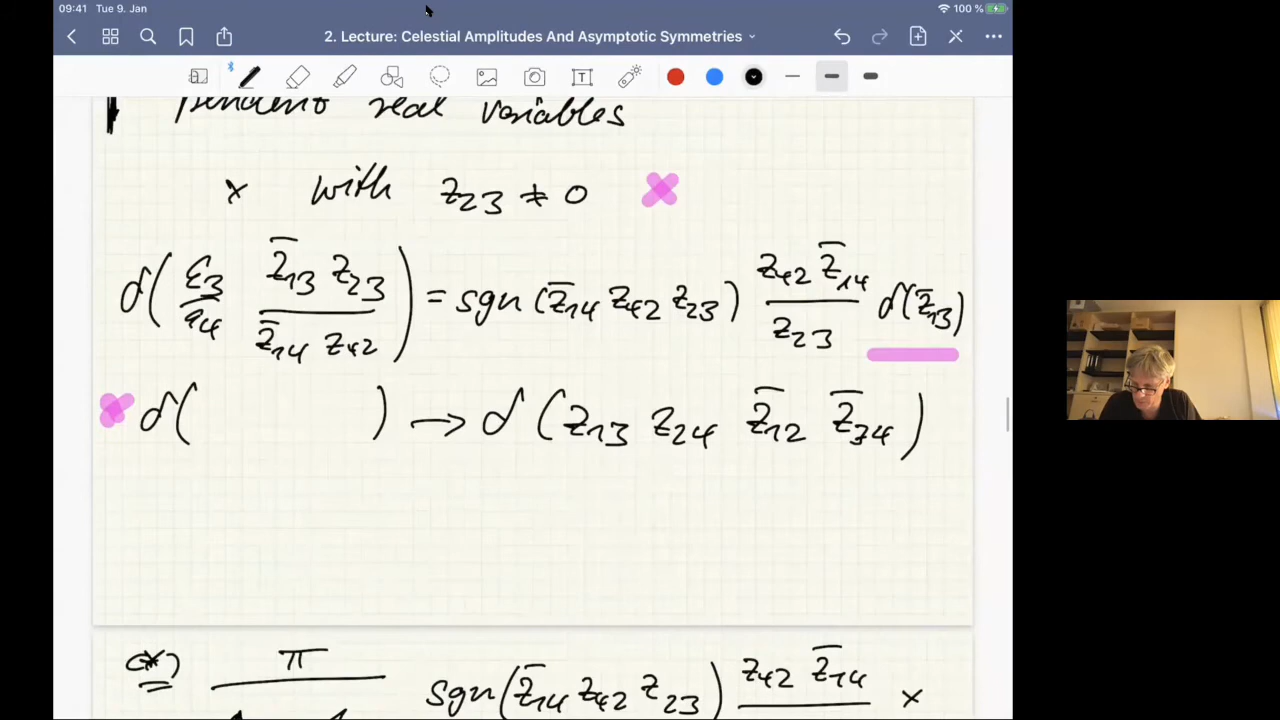 09:41 Tue 9. Jan
100 %
2. Lecture: Celestial Amplitudes And Asymptotic Symmetries
pendent real variables
× with z₂₃ ≠ 0
δ( ε₃/a₄ z̄₁₃ z₂₃ / z̄₁₄ z₄₂ ) = sgn (z̄₁₄ z₄₂ z₂₃) z₄₂ z̄₁₄ / z₂₃ δ(z̄₁₃)
δ( ) → δ (z₁₃ z₂₄ z̄₁₂ z̄₃₄)
(*) π sgn(z̄₁₄ z₄₂ z₂₃) z₄₂ z̄₁₄ ×